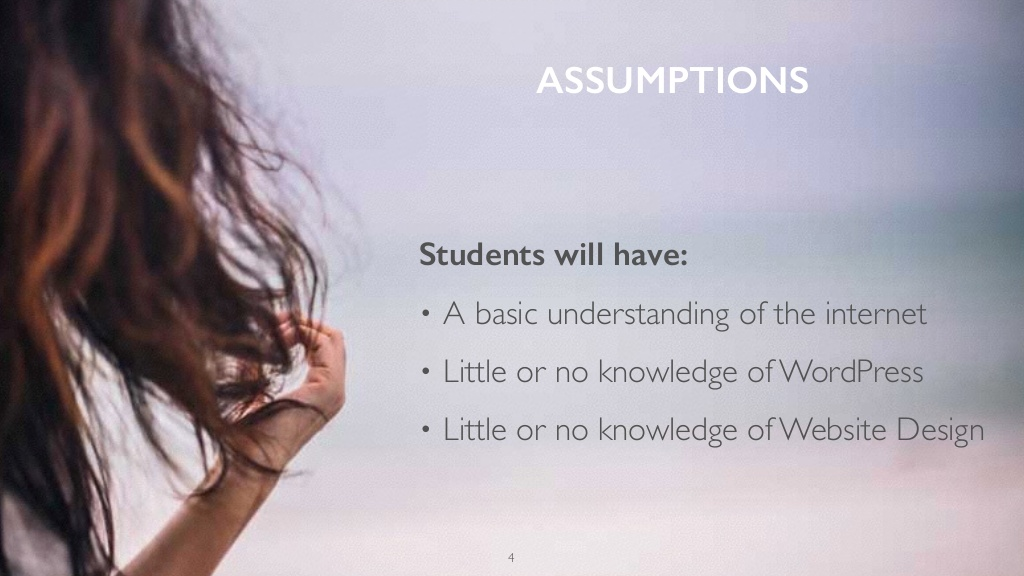 ASSUMPTIONS
Students will have:
• A basic understanding of the internet
• Little or no knowledge of WordPress
• Little or no knowledge of Website Design
4